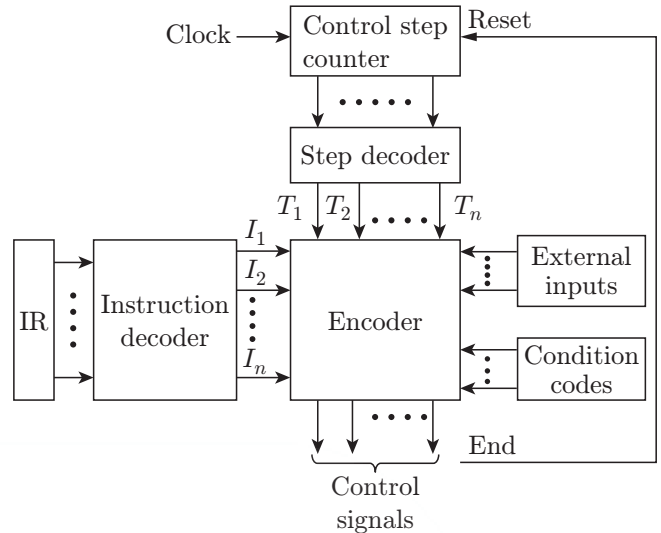 Clock
Control step
counter
Reset
Step decoder
T1
T2
Tn
IR
Instruction
decoder
I1
I2
In
Encoder
External
inputs
Condition
codes
End
Control
signals